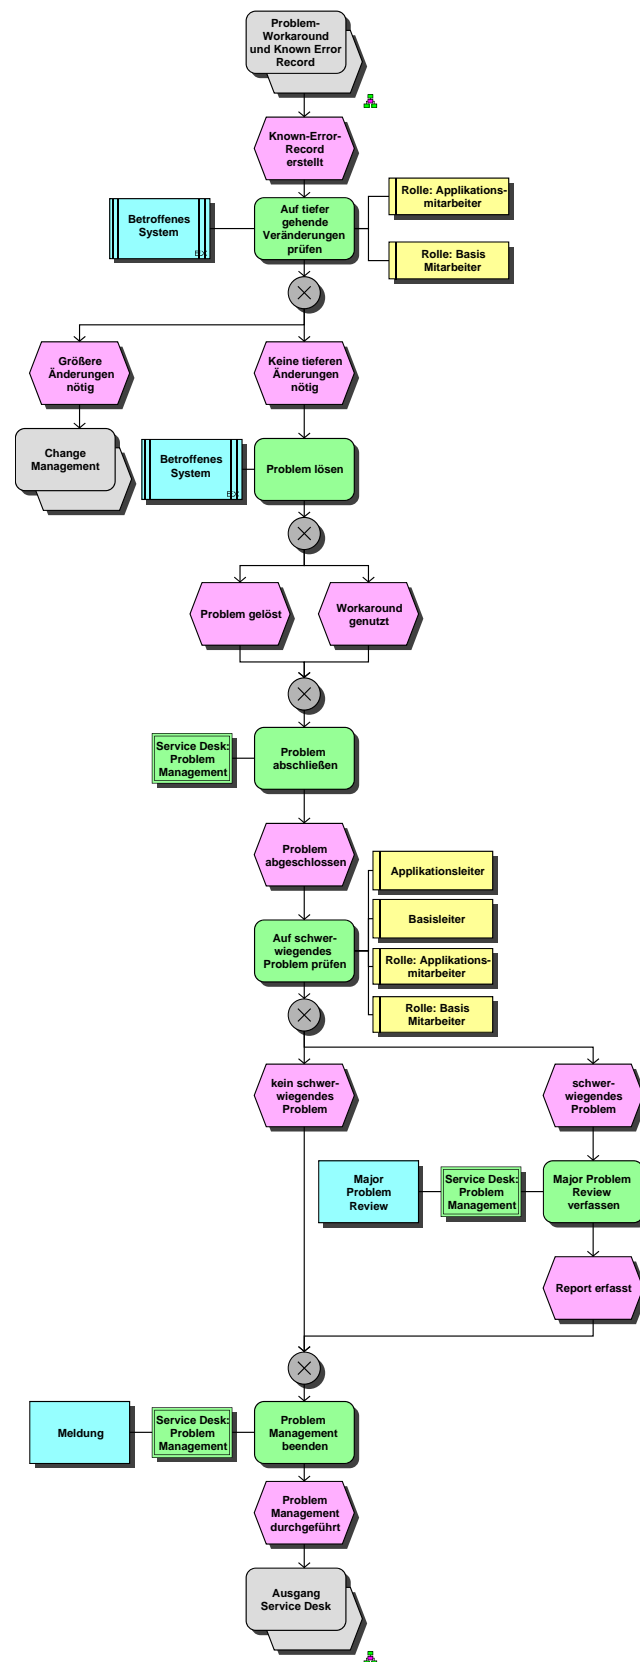 Problem-
Workaround
und Known Error
Record
Known-Error-
Record
erstellt
Rolle: Applikations-
mitarbeiter
Betroffenes
System
Auf tiefer
gehende
Veränderungen
prüfen
Rolle: Basis
Mitarbeiter
Größere
Änderungen
nötig
Keine tieferen
Änderungen
nötig
Change
Management
Betroffenes
System
Problem lösen
Problem gelöst
Workaround
genutzt
Service Desk:
Problem
Management
Problem
abschließen
Problem
abgeschlossen
Applikationsleiter
Basisleiter
Auf schwer-
wiegendes
Problem prüfen
Rolle: Applikations-
mitarbeiter
Rolle: Basis
Mitarbeiter
kein schwer-
wiegendes
Problem
schwer-
wiegendes
Problem
Major
Problem
Review
Service Desk:
Problem
Management
Major Problem
Review
verfassen
Report erfasst
Meldung
Service Desk:
Problem
Management
Problem
Management
beenden
Problem
Management
durchgeführt
Ausgang
Service Desk